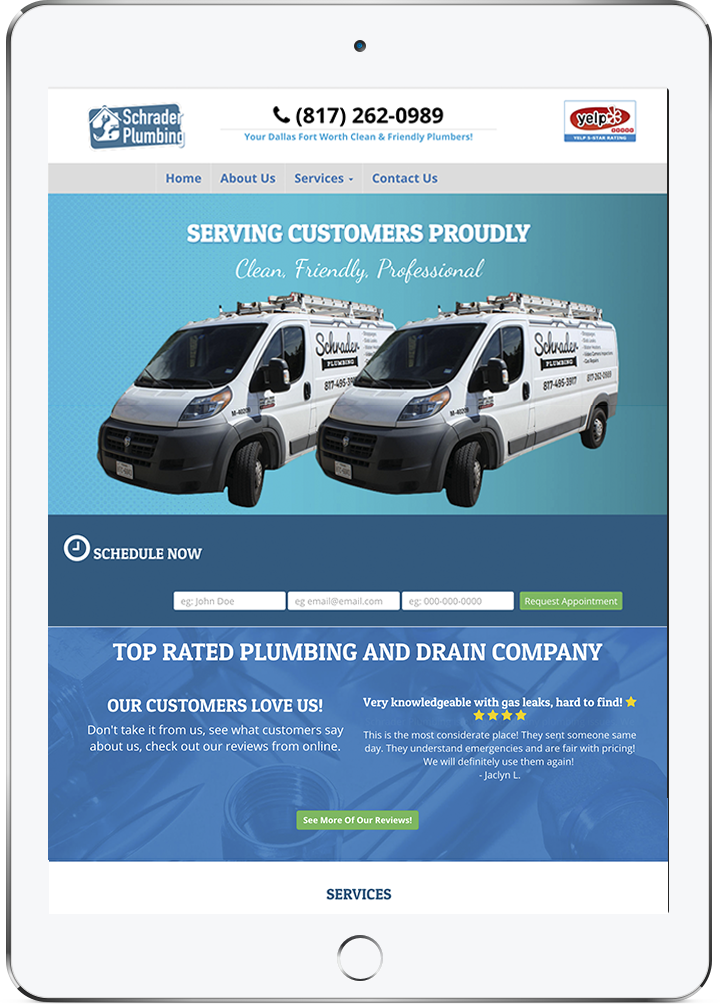 Schrader
Plumbing
(817) 262-0989
Your Dallas Fort Worth Clean & Friendly Plumbers!
yelp
YELP 5-STAR RATING
Home About Us Services Contact Us
SERVING CUSTOMERS PROUDLY
Clean, Friendly, Professional
Schrader
PLUMBING
817-495-39
M-40209
Schrader
PLUMBING
817-495-3917
817-262-0989
M-40209
SCHEDULE NOW
eg: John Doe
eg email@email.com
eg: 000-000-0000
Request Appointment
TOP RATED PLUMBING AND DRAIN COMPANY
OUR CUSTOMERS LOVE US!
Don't take it from us, see what customers say
about us, check out our reviews from online.
Very knowledgeable with gas leaks, hard to find!
This is the most considerate place! They sent someone same
day. They understand emergencies and are fair with pricing!
We will definitely use them again!
- Jaclyn L.
See More Of Our Reviews!
SERVICES